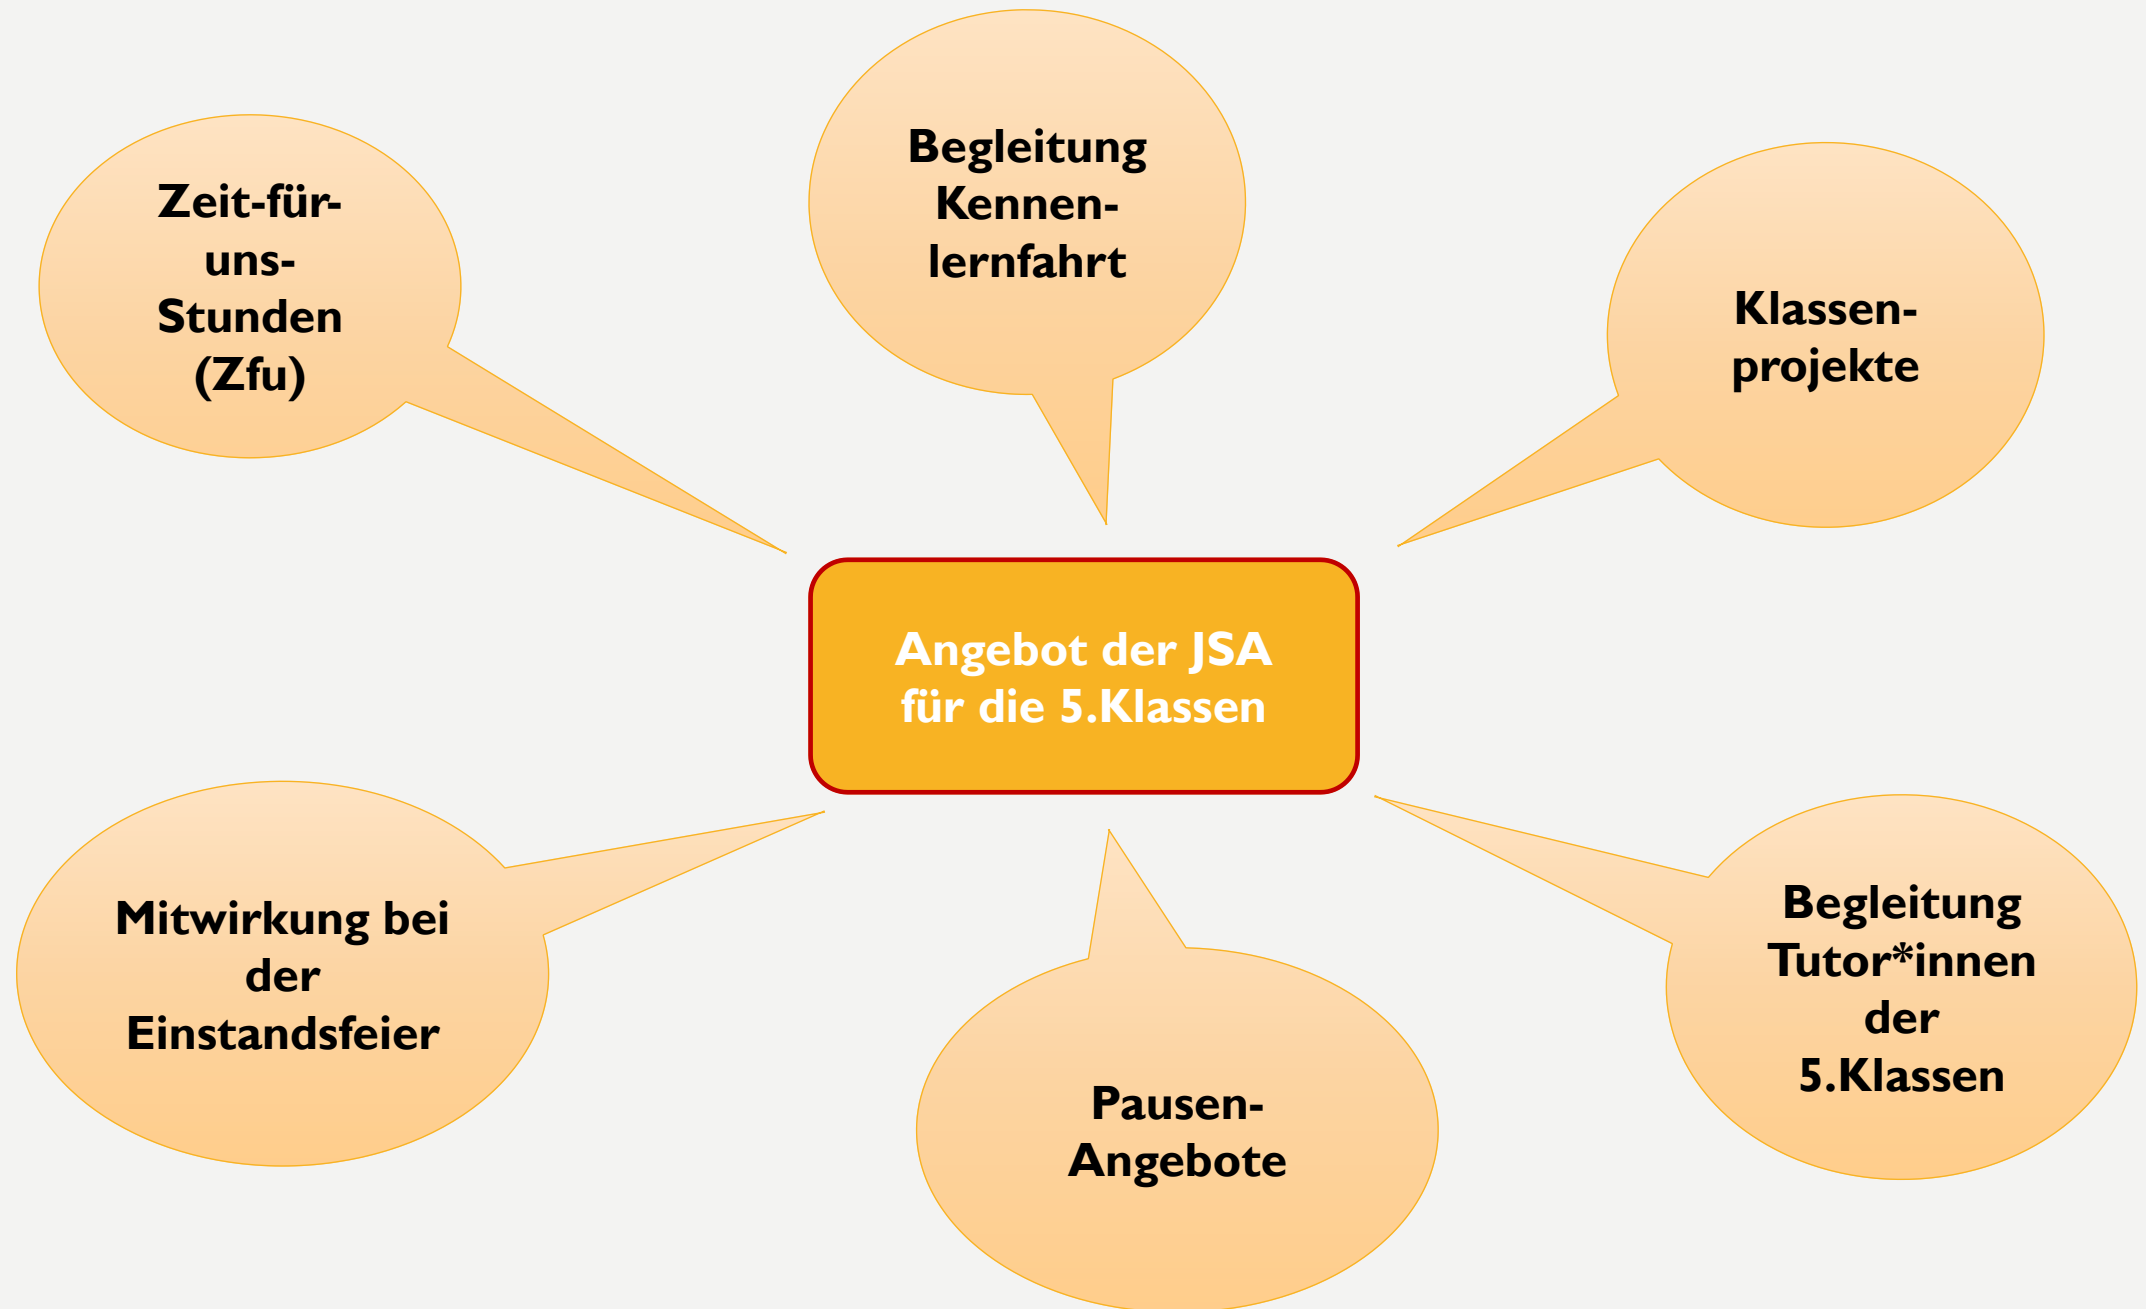 Zeit-für-
uns-
Stunden
(Zfu)
Begleitung
Kennen-
lernfahrt
Klassen-
projekte
Angebot der JSA
für die 5.Klassen
Mitwirkung bei
der
Einstandsfeier
Pausen-
Angebote
Begleitung
Tutor*innen
der
5.Klassen